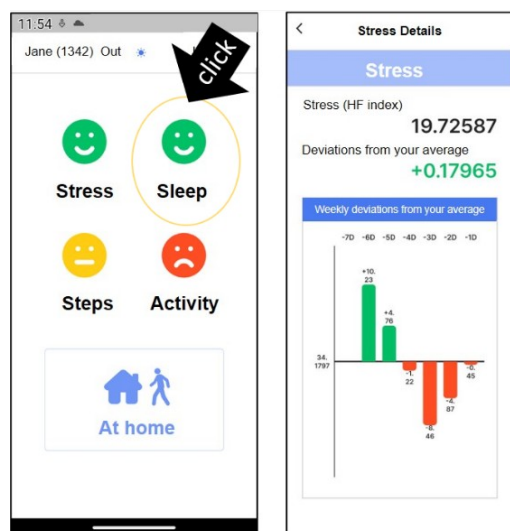 11:54
Jane (1342) Out
click
Stress
Sleep
Steps
Activity
At home
Stress Details
Stress
Stress (HF index)
19.72587
Deviations from your average
+0.17965
Weekly deviations from your average
-7D -6D -5D -4D -3D -2D -1D
+10.
23
+4.
76
34.
1797
-1.
22
-8.
46
-4.
87
-0.
45